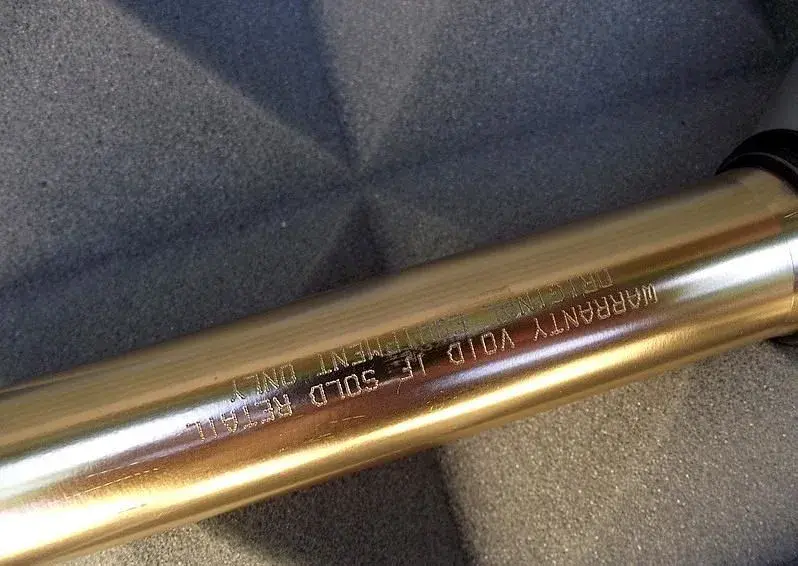 WARRANTY VOID IF SOLD RETAIL
ORIGINAL EQUIPMENT ONLY